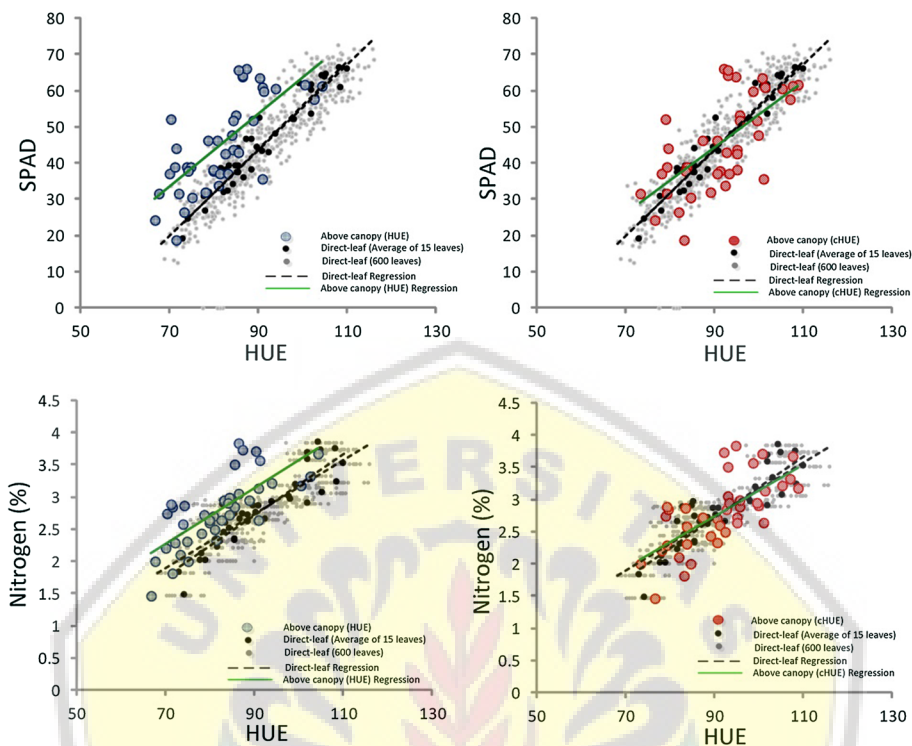 80
70
60
50
40
30
20
10
0
SPAD
50 70 90 110 130
HUE
Above canopy (HUE)
Direct-leaf (Average of 15 leaves)
Direct-leaf (600 leaves)
Direct-leaf Regression
Above canopy (HUE) Regression
80
70
60
50
40
30
20
10
0
SPAD
50 70 90 110 130
HUE
Above canopy (cHUE)
Direct-leaf (Average of 15 leaves)
Direct-leaf (600 leaves)
Direct-leaf Regression
Above canopy (cHUE) Regression
4.5
4
3.5
3
2.5
2
1.5
1
0.5
0
Nitrogen (%)
50 70 90 110 130
HUE
Above canopy (HUE)
Direct-leaf (Average of 15 leaves)
Direct-leaf (600 leaves)
Direct-leaf Regression
Above canopy (HUE) Regression
4.5
4
3.5
3
2.5
2
1.5
1
0.5
0
Nitrogen (%)
50 70 90 110 130
HUE
Above canopy (cHUE)
Direct-leaf (Average of 15 leaves)
Direct-leaf (600 leaves)
Direct-leaf Regression
Above canopy (cHUE) Regression